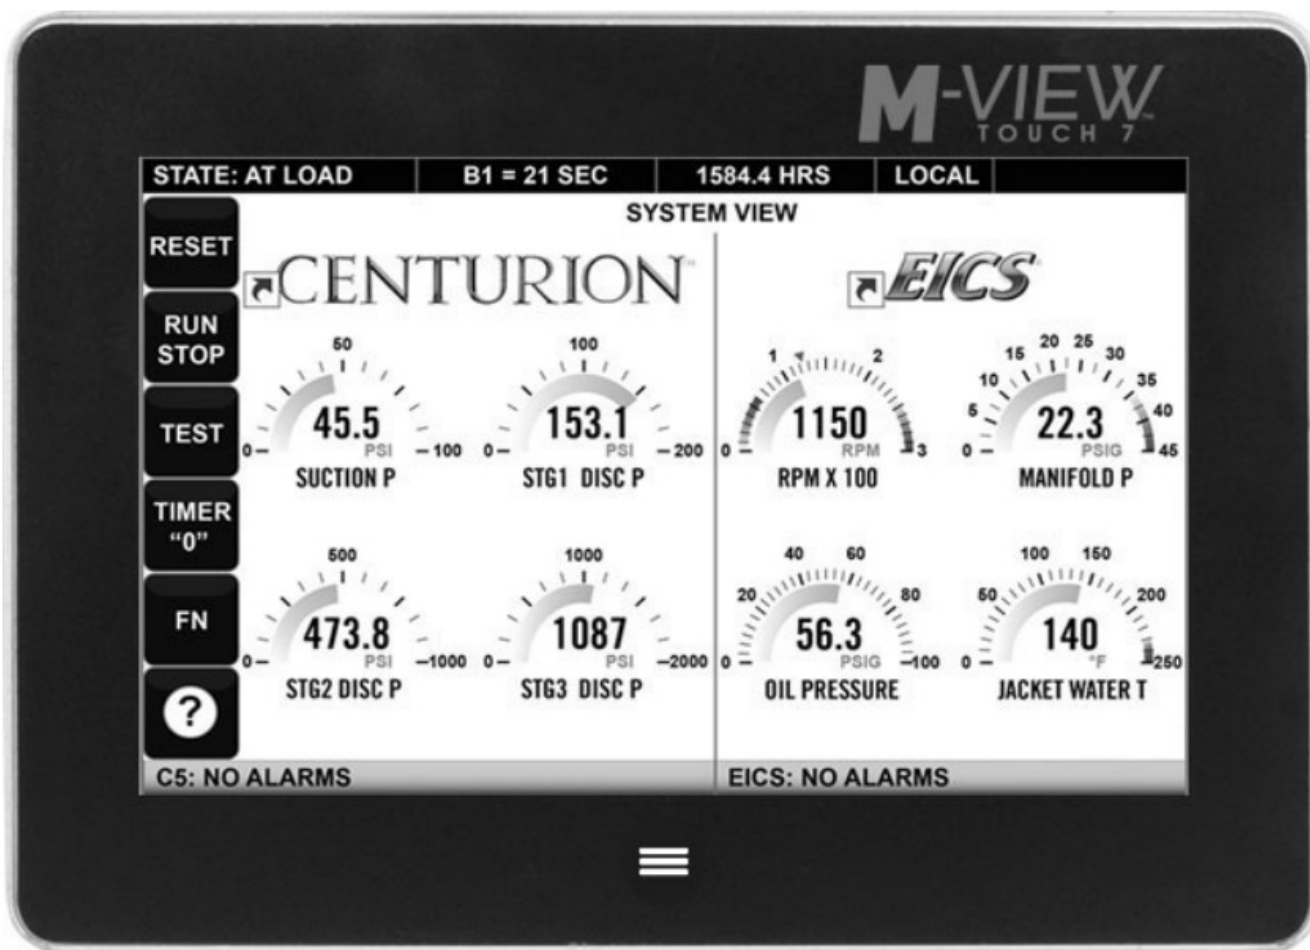 M-VIEW™
TOUCH 7
STATE: AT LOAD B1 = 21 SEC 1584.4 HRS LOCAL
SYSTEM VIEW
RESET
RUN
STOP
TEST
TIMER
“0”
FN
?
CENTURION™
50
45.5
PSI
0 100
SUCTION P
100
153.1
PSI
0 200
STG1 DISC P
500
473.8
PSI
0 1000
STG2 DISC P
1000
1087
PSI
0 2000
STG3 DISC P
EICS
1 2
1150
RPM
0 3
RPM X 100
0 5 10 15 20 25 30 35 40 45
22.3
PSIG
MANIFOLD P
0 20 40 60 80 100
56.3
PSIG
OIL PRESSURE
0 50 100 150 200 250
140
°F
JACKET WATER T
C5: NO ALARMS
EICS: NO ALARMS